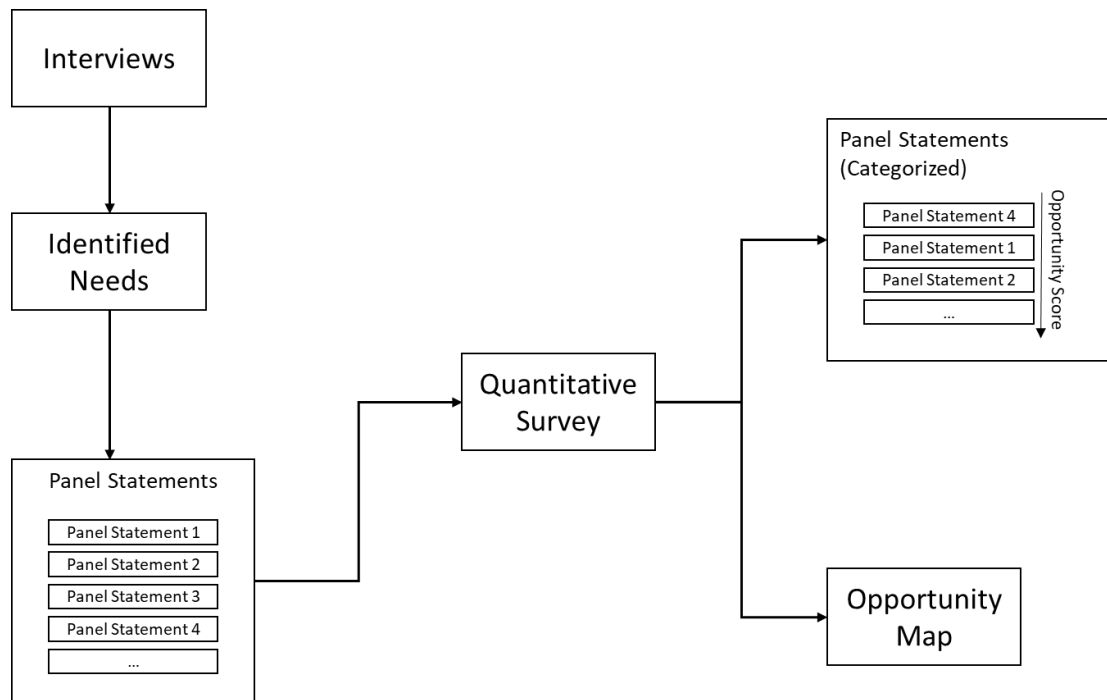 Interviews
Identified
Needs
Panel Statements
Panel Statement 1
Panel Statement 2
Panel Statement 3
Panel Statement 4
...
Quantitative
Survey
Panel Statements
(Categorized)
Panel Statement 4
Panel Statement 1
Panel Statement 2
...
Opportunity Score
Opportunity
Map